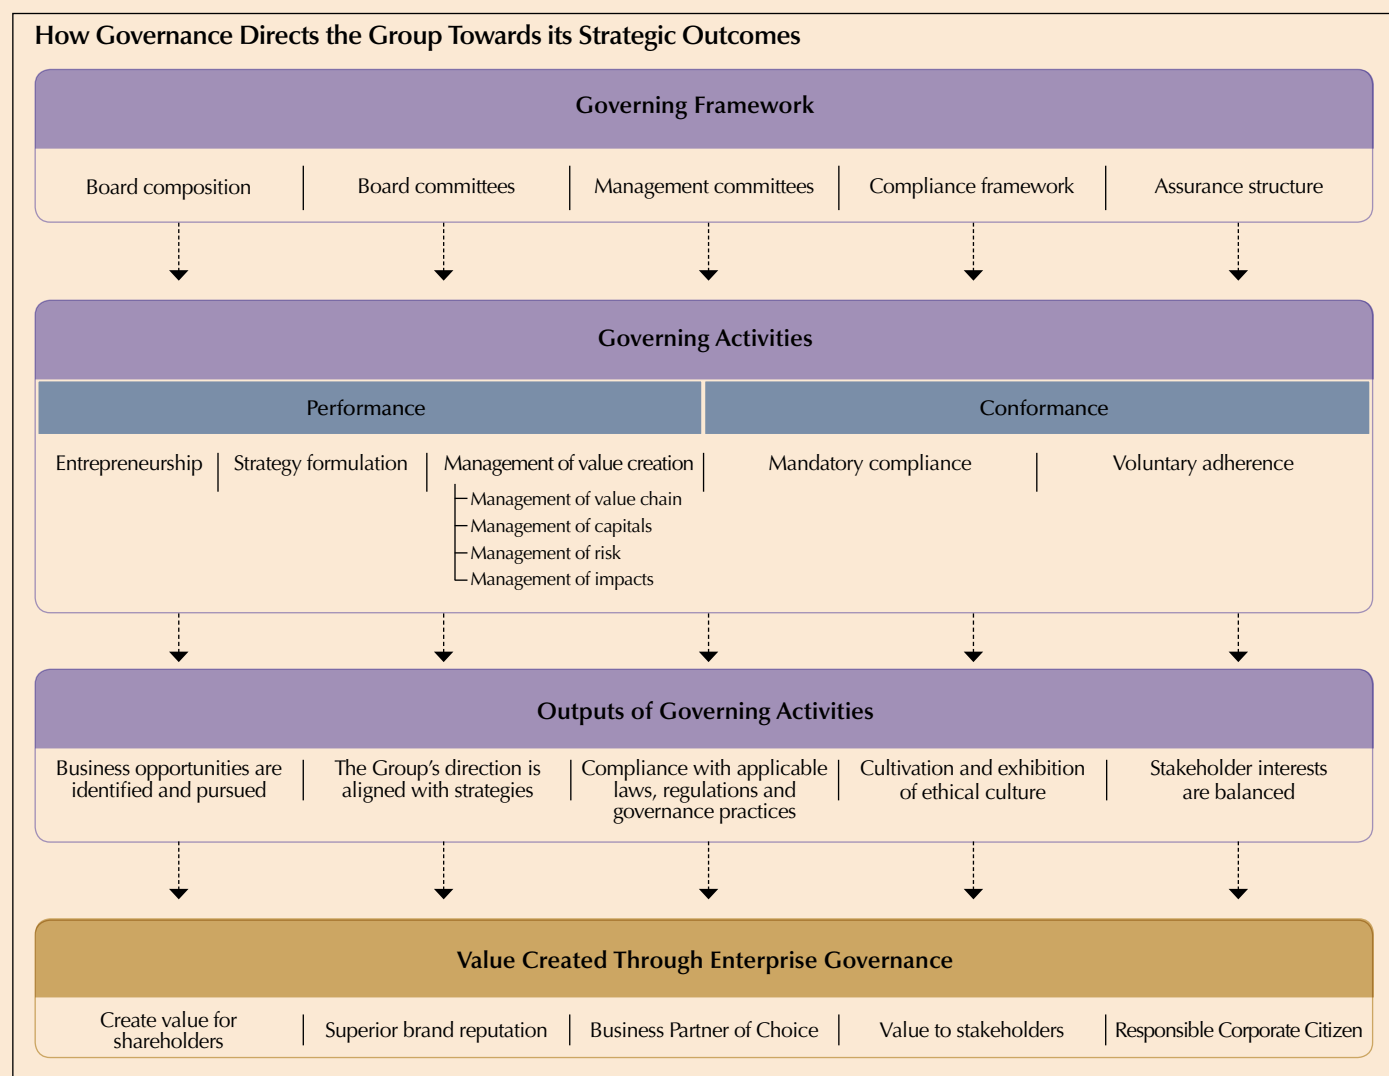 How Governance Directs the Group Towards its Strategic Outcomes
Governing Framework
Board composition
Board committees
Management committees
Compliance framework
Assurance structure
Governing Activities
Performance
Conformance
Entrepreneurship
Strategy formulation
Management of value creation
Management of value chain
Management of capitals
Management of risk
Management of impacts
Mandatory compliance
Voluntary adherence
Outputs of Governing Activities
Business opportunities are
identified and pursued
The Group's direction is
aligned with strategies
Compliance with applicable
laws, regulations and
governance practices
Cultivation and exhibition
of ethical culture
Stakeholder interests
are balanced
Value Created Through Enterprise Governance
Create value for
shareholders
Superior brand reputation
Business Partner of Choice
Value to stakeholders
Responsible Corporate Citizen